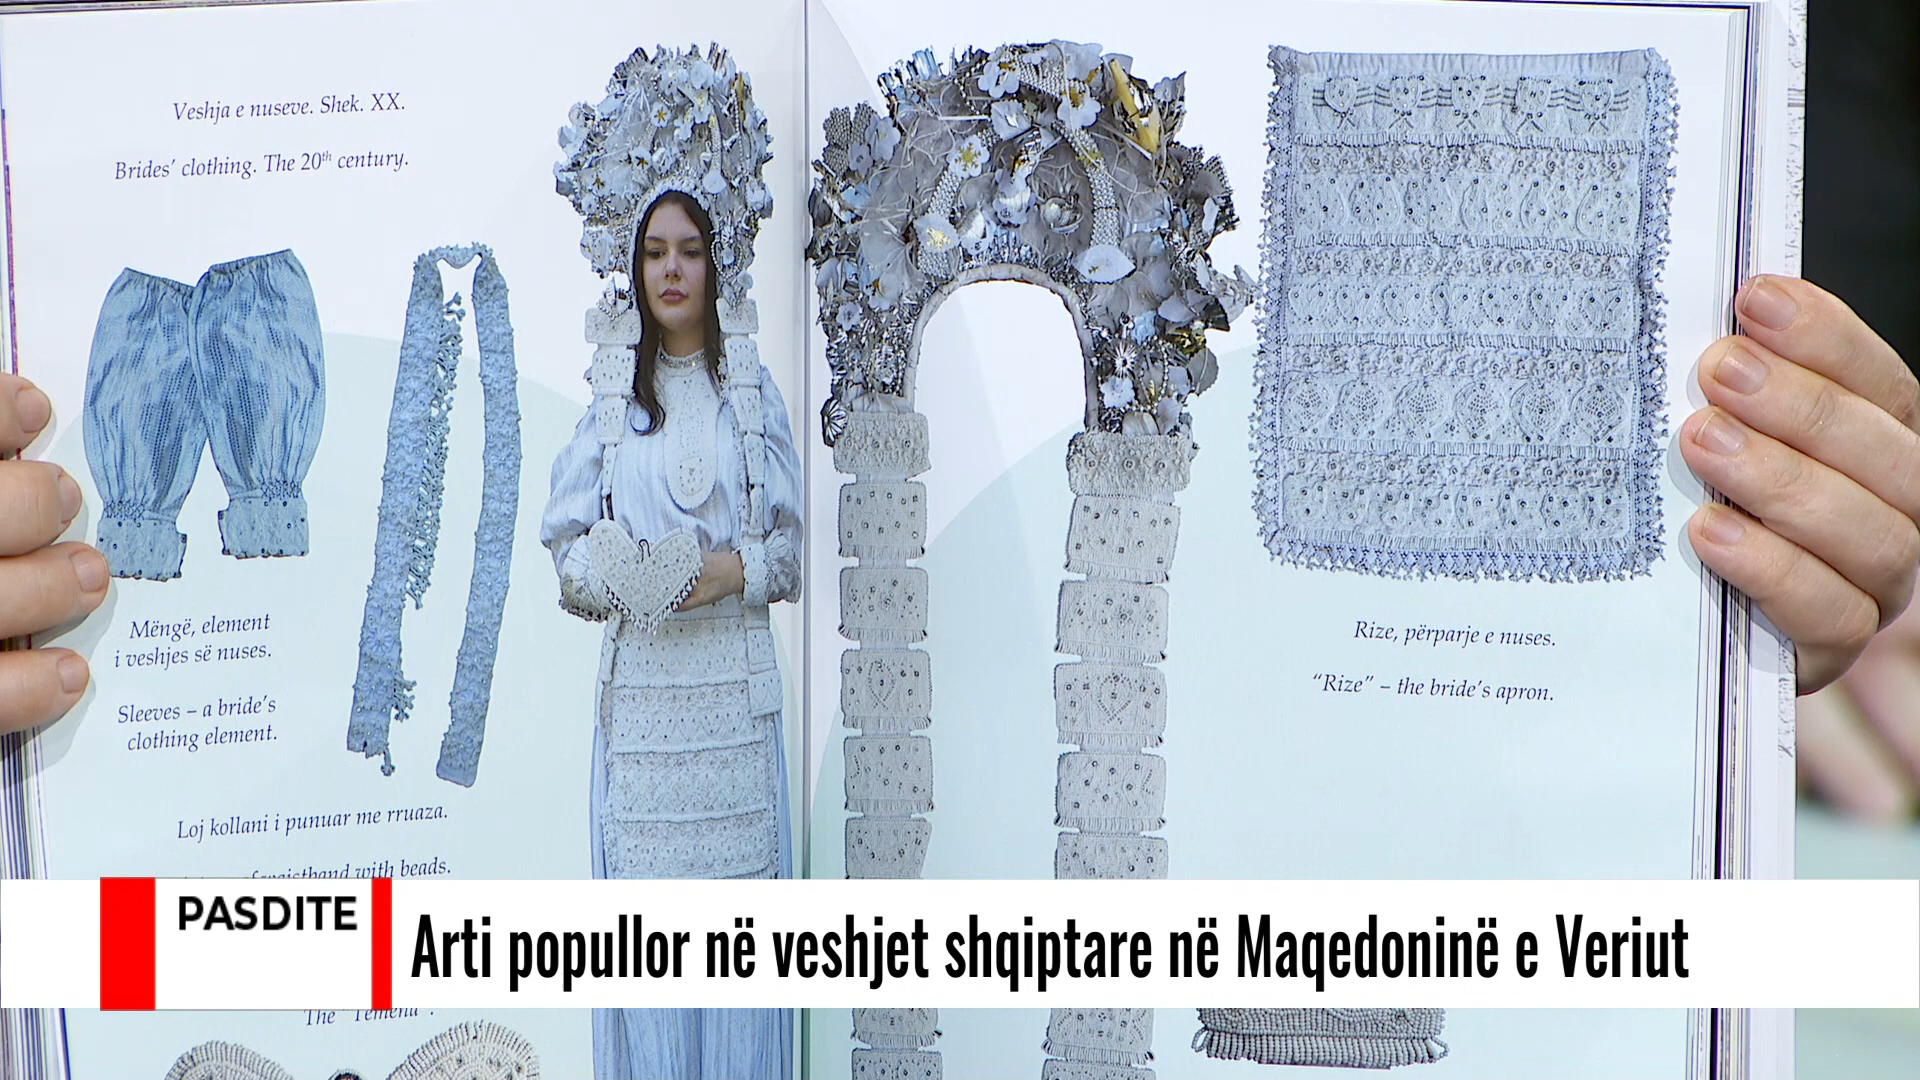 Veshja e nuseve. Shek. XX.
Brides’ clothing. The 20th century.
Mëngë, element
i veshjes së nuses.
Sleeves – a bride’s
clothing element.
Loj kollani i punuar me rruaza.
with beads.
Rize, përparje e nuses.
“Rize” – the bride’s apron.
PASDITE
Arti popullor në veshjet shqiptare në Maqedoninë e Veriut
The